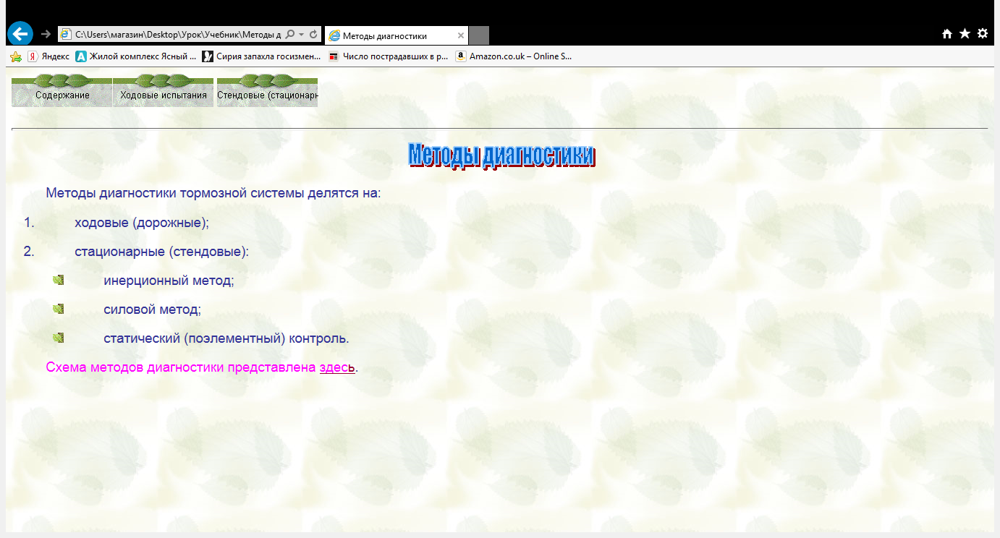 C:\Users\магазин\Desktop\Урок\Учебник\Методы д
Методы диагностики
Яндекс
Жилой комплекс Ясный ...
Сирия запахла госизмен...
Число пострадавших в р...
Amazon.co.uk – Online S...
Содержание
Ходовые испытания
Стендовые (стационарн
Методы диагностики
Методы диагностики тормозной системы делятся на:
1. ходовые (дорожные);
2. стационарные (стендовые):
инерционный метод;
силовой метод;
статический (поэлементный) контроль.
Схема методов диагностики представлена здесь.